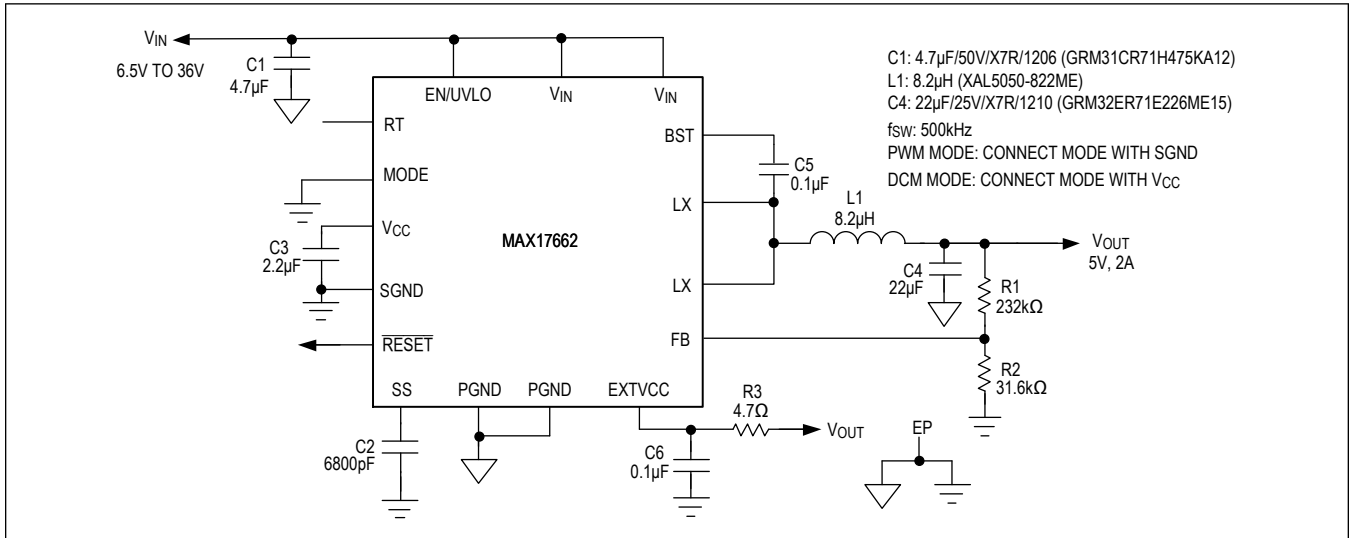 VIN
6.5V TO 36V
C1
4.7µF
EN/UVLO
VIN
VIN
RT
MODE
VCC
C3
2.2µF
SGND
RESET
SS
PGND
PGND
EXTVCC
MAX17662
BST
LX
LX
FB
C5
0.1µF
L1
8.2µH
C4
22µF
VOUT
5V, 2A
R1
232kΩ
R2
31.6kΩ
R3
4.7Ω
VOUT
C6
0.1µF
C2
6800pF
EP
C1: 4.7µF/50V/X7R/1206 (GRM31CR71H475KA12)
L1: 8.2µH (XAL5050-822ME)
C4: 22µF/25V/X7R/1210 (GRM32ER71E226ME15)
fSW: 500kHz
PWM MODE: CONNECT MODE WITH SGND
DCM MODE: CONNECT MODE WITH VCC